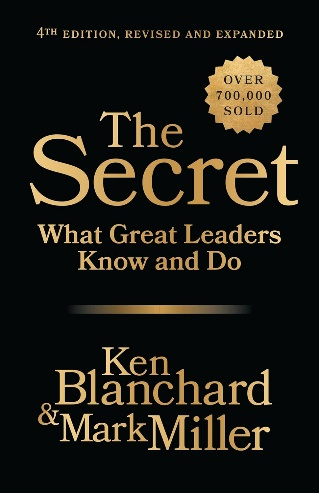 4TH EDITION, REVISED AND EXPANDED
OVER
700,000
SOLD
The
Secret
What Great Leaders
Know and Do
Ken
Blanchard
& Mark Miller